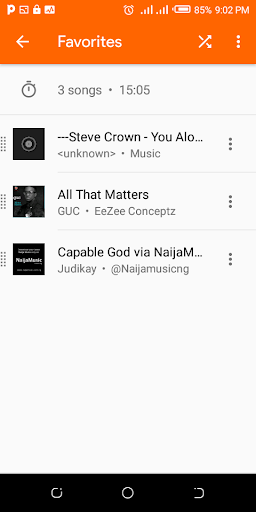 85% 9:02 PM
Favorites
3 songs • 15:05
---Steve Crown - You Alo...
<unknown> • Music
All That Matters
GUC • EeZee Conceptz
Capable God via NaijaM...
NaijaMusic
Judikay • @Naijamusicng